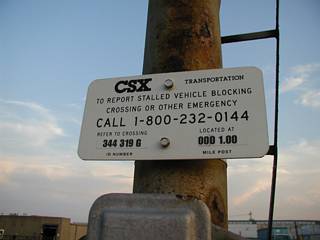 CSX TRANSPORTATION
TO REPORT STALLED VEHICLE BLOCKING
CROSSING OR OTHER EMERGENCY
CALL 1-800-232-0144
REFER TO CROSSING LOCATED AT
344 319 G 00D 1.00
ID NUMBER MILE POST